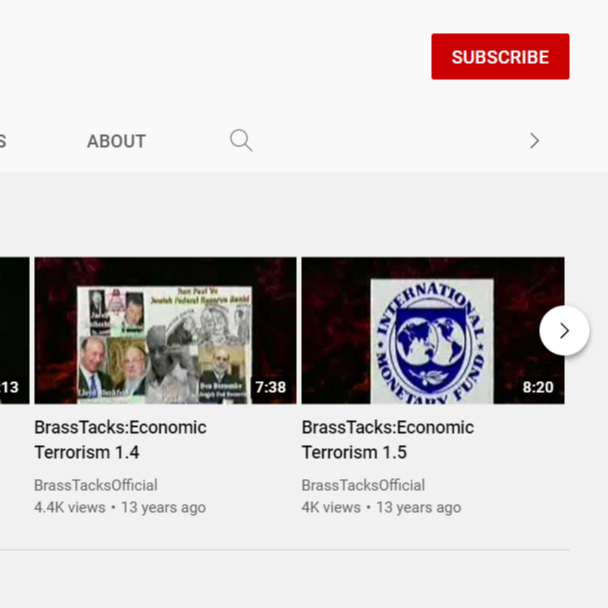 SUBSCRIBE
S
ABOUT
Ron Paul Vs
Jewish Federal Reserve Bank!
:13
7:38
INTERNATIONAL
MONETARY FUND
8:20
BrassTacks:Economic
Terrorism 1.4
BrassTacks:Economic
Terrorism 1.5
BrassTacksOfficial
4.4K views • 13 years ago
BrassTacksOfficial
4K views • 13 years ago